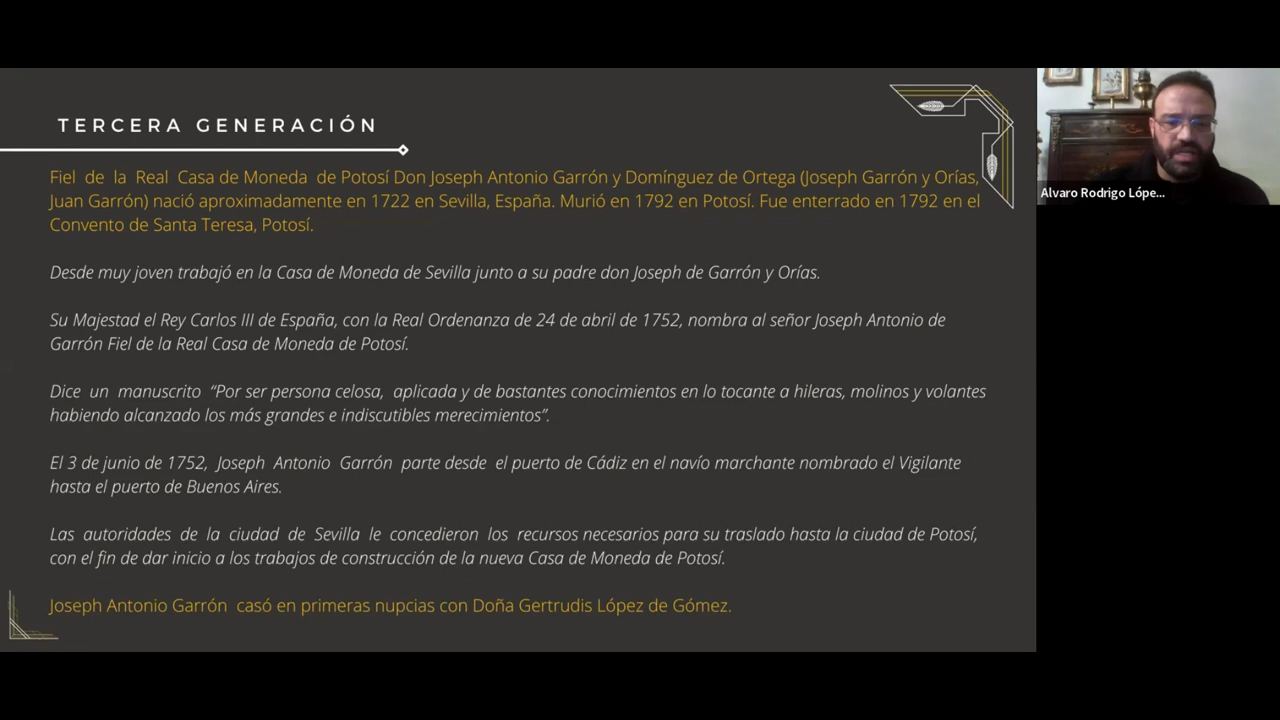 TERCERA GENERACIÓN
Fiel de la Real Casa de Moneda de Potosí Don Joseph Antonio Garrón y Domínguez de Ortega (Joseph Garrón y Orías,
Juan Garrón) nació aproximadamente en 1722 en Sevilla, España. Murió en 1792 en Potosí. Fue enterrado en 1792 en el
Convento de Santa Teresa, Potosí.
Desde muy joven trabajó en la Casa de Moneda de Sevilla junto a su padre don Joseph de Garrón y Orías.
Su Majestad el Rey Carlos III de España, con la Real Ordenanza de 24 de abril de 1752, nombra al señor Joseph Antonio de
Garrón Fiel de la Real Casa de Moneda de Potosí.
Dice un manuscrito “Por ser persona celosa, aplicada y de bastantes conocimientos en lo tocante a hileras, molinos y volantes
habiendo alcanzado los más grandes e indiscutibles merecimientos”.
El 3 de junio de 1752, Joseph Antonio Garrón parte desde el puerto de Cádiz en el navío marchante nombrado el Vigilante
hasta el puerto de Buenos Aires.
Las autoridades de la ciudad de Sevilla le concedieron los recursos necesarios para su traslado hasta la ciudad de Potosí,
con el fin de dar inicio a los trabajos de construcción de la nueva Casa de Moneda de Potosí.
Joseph Antonio Garrón casó en primeras nupcias con Doña Gertrudis López de Gómez.
Alvaro Rodrigo Lópe...